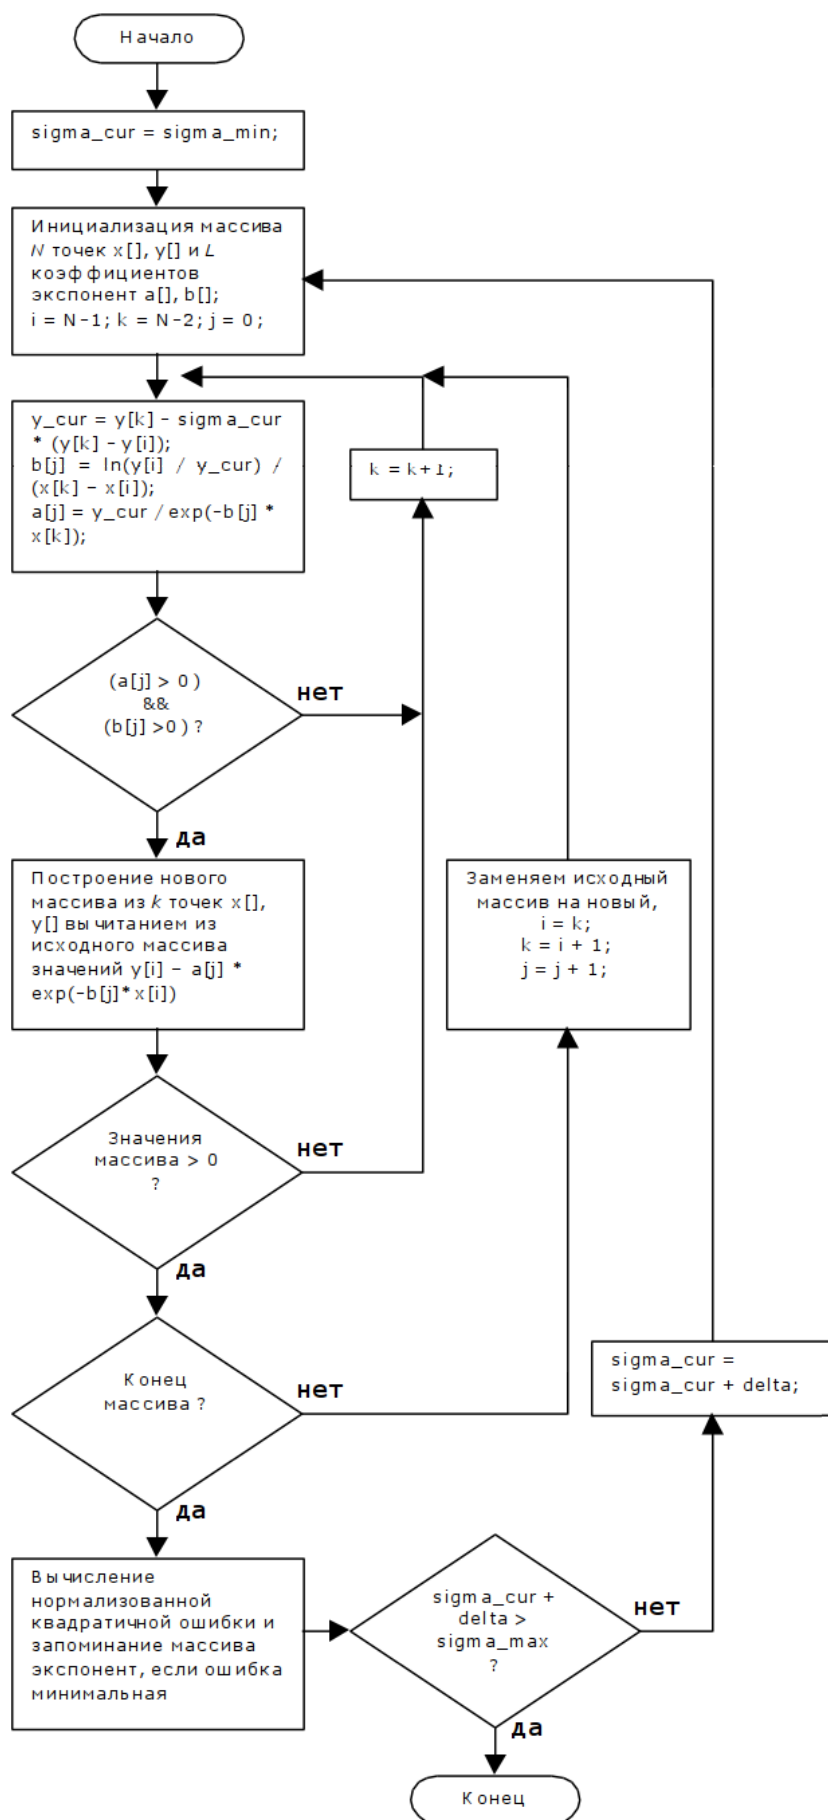 Начало
sigma_cur = sigma_min;
Инициализация массива
N точек x[], y[] и L
коэффициентов
экспонент a[], b[];
i = N-1; k = N-2; j = 0;
y_cur = y[k] - sigma_cur
* (y[k] - y[i]);
b[j] = ln(y[i] / y_cur) /
(x[k] - x[i]);
a[j] = y_cur / exp(-b[j] *
x[k]);
k = k+1;
(a[j] > 0)
&&
(b[j] >0) ?
нет
да
Построение нового
массива из k точек x[],
y[] вычитанием из
исходного массива
значений y[i] – a[j] *
exp(-b[j]*x[i])
Заменяем исходный
массив на новый,
i = k;
k = i + 1;
j = j + 1;
Значения
массива > 0
?
нет
да
Конец
массива ?
нет
да
sigma_cur =
sigma_cur + delta;
Вычисление
нормализованной
квадратичной ошибки и
запоминание массива
экспонент, если ошибка
минимальная
sigma_cur +
delta >
sigma_max
?
нет
да
Конец